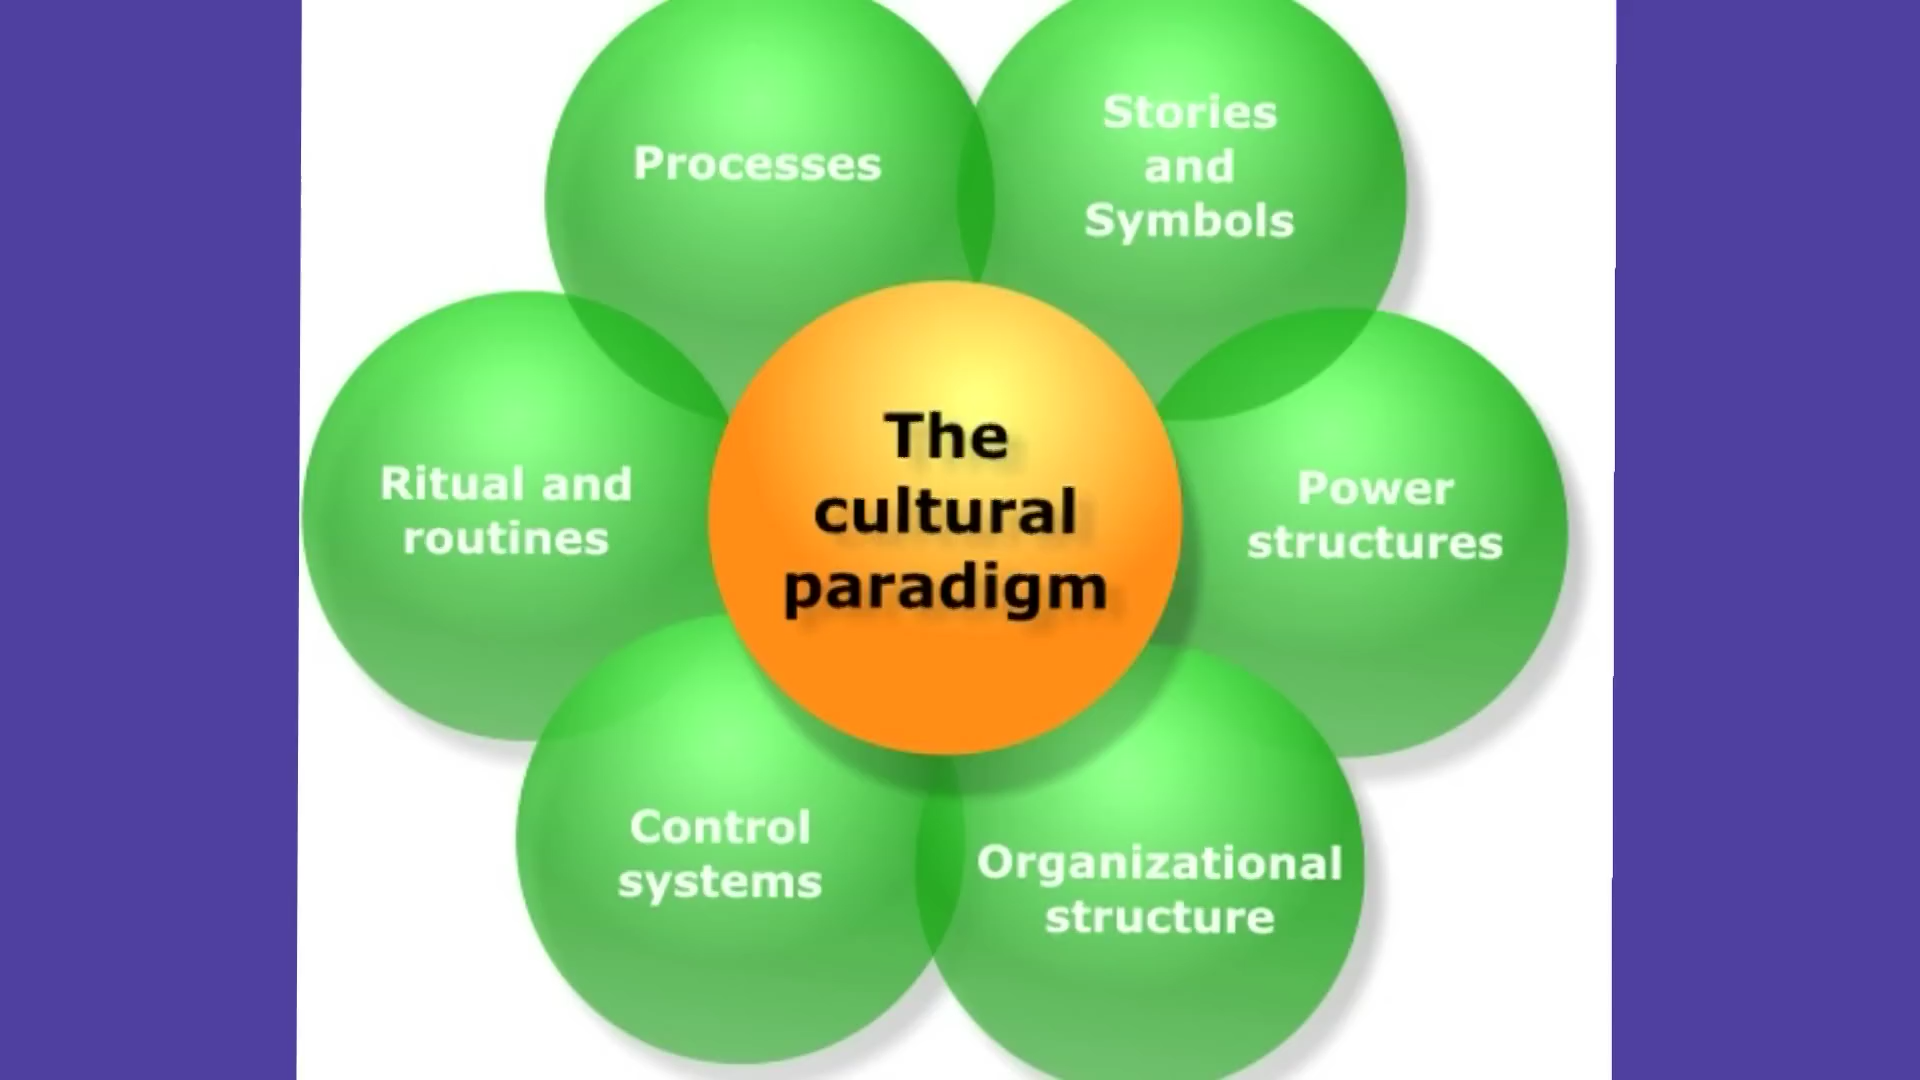 Processes
Stories
and
Symbols
Ritual and
routines
The
cultural
paradigm
Power
structures
Control
systems
Organizational
structure